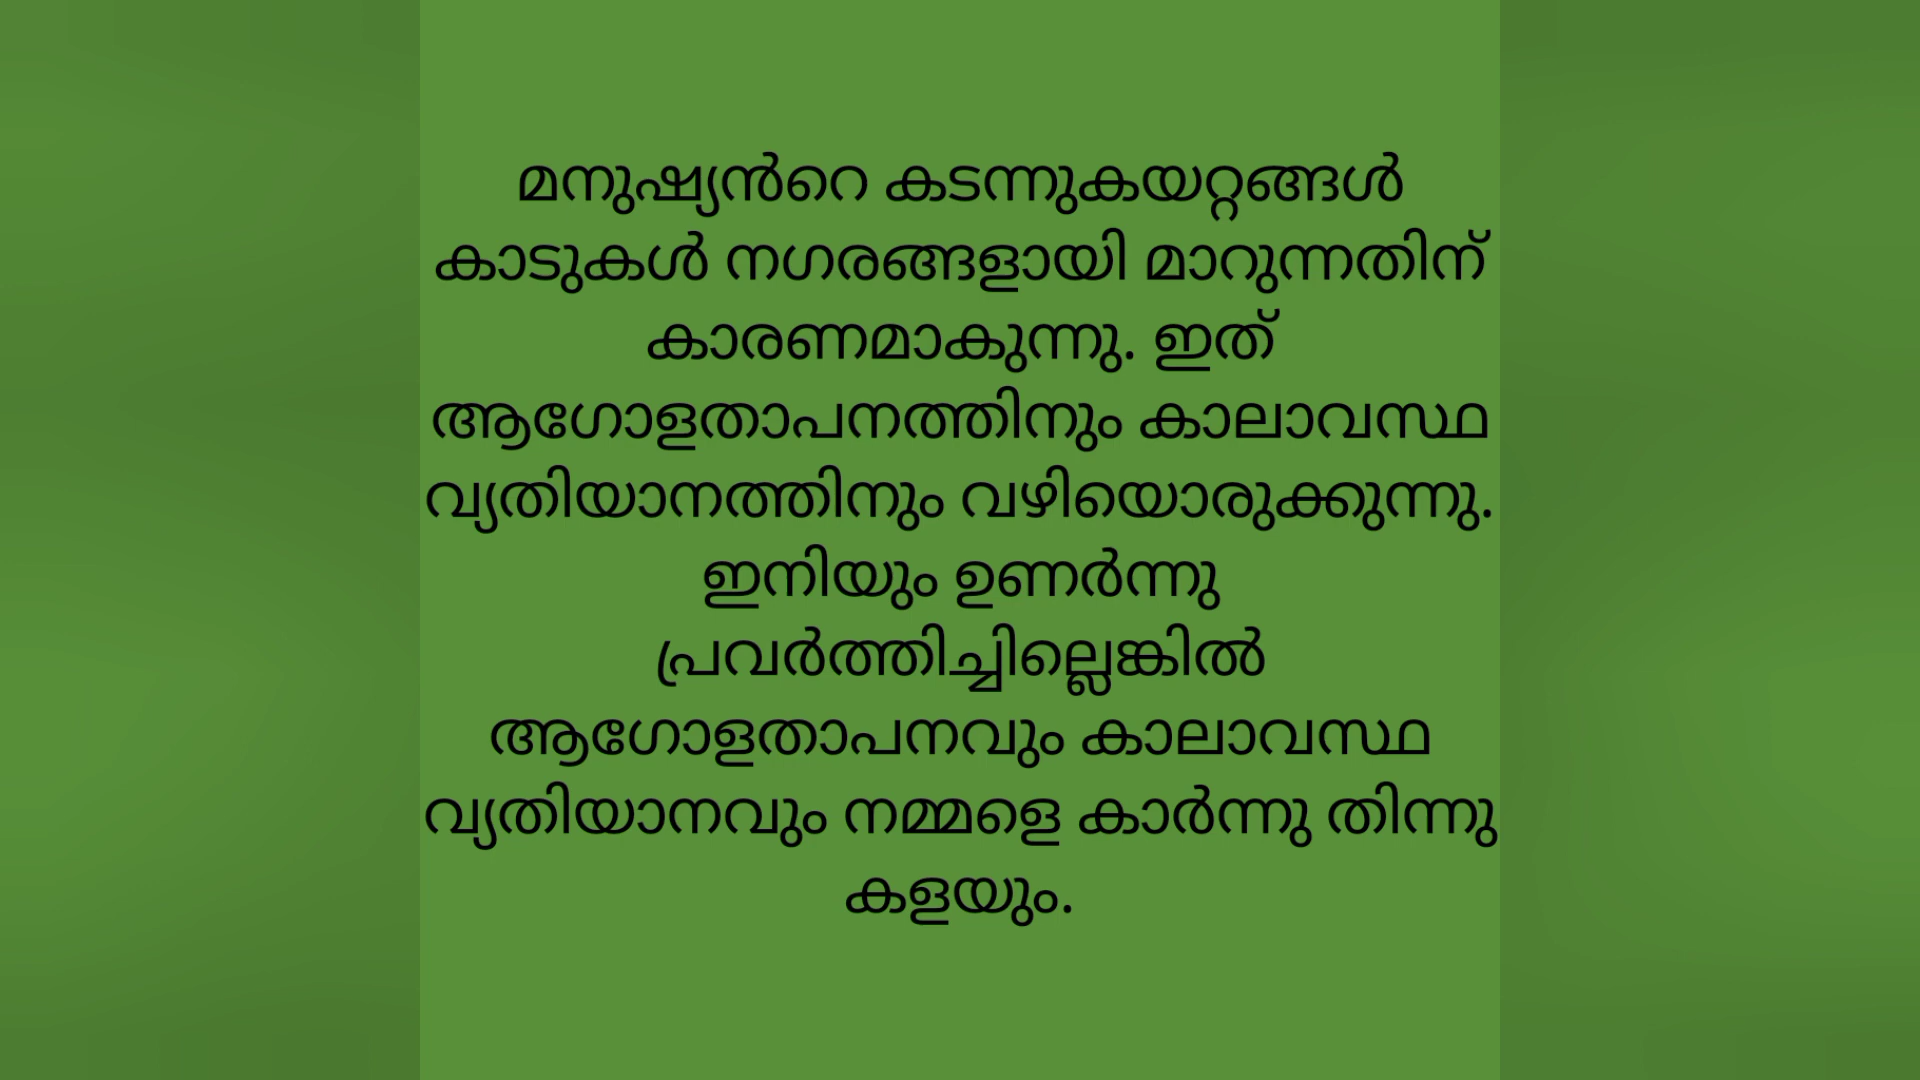 മനുഷ്യൻറെ കടന്നുകയറ്റങ്ങൾ
കാടുകൾ നഗരങ്ങളായി മാറുന്നതിന്
കാരണമാകുന്നു. ഇത്
ആഗോളതാപനത്തിനും കാലാവസ്ഥ
വ്യതിയാനത്തിനും വഴിയൊരുക്കുന്നു.
ഇനിയും ഉണർന്നു
പ്രവർത്തിച്ചില്ലെങ്കിൽ
ആഗോളതാപനവും കാലാവസ്ഥ
വ്യതിയാനവും നമ്മളെ കാർന്നു തിന്നു
കളയും.